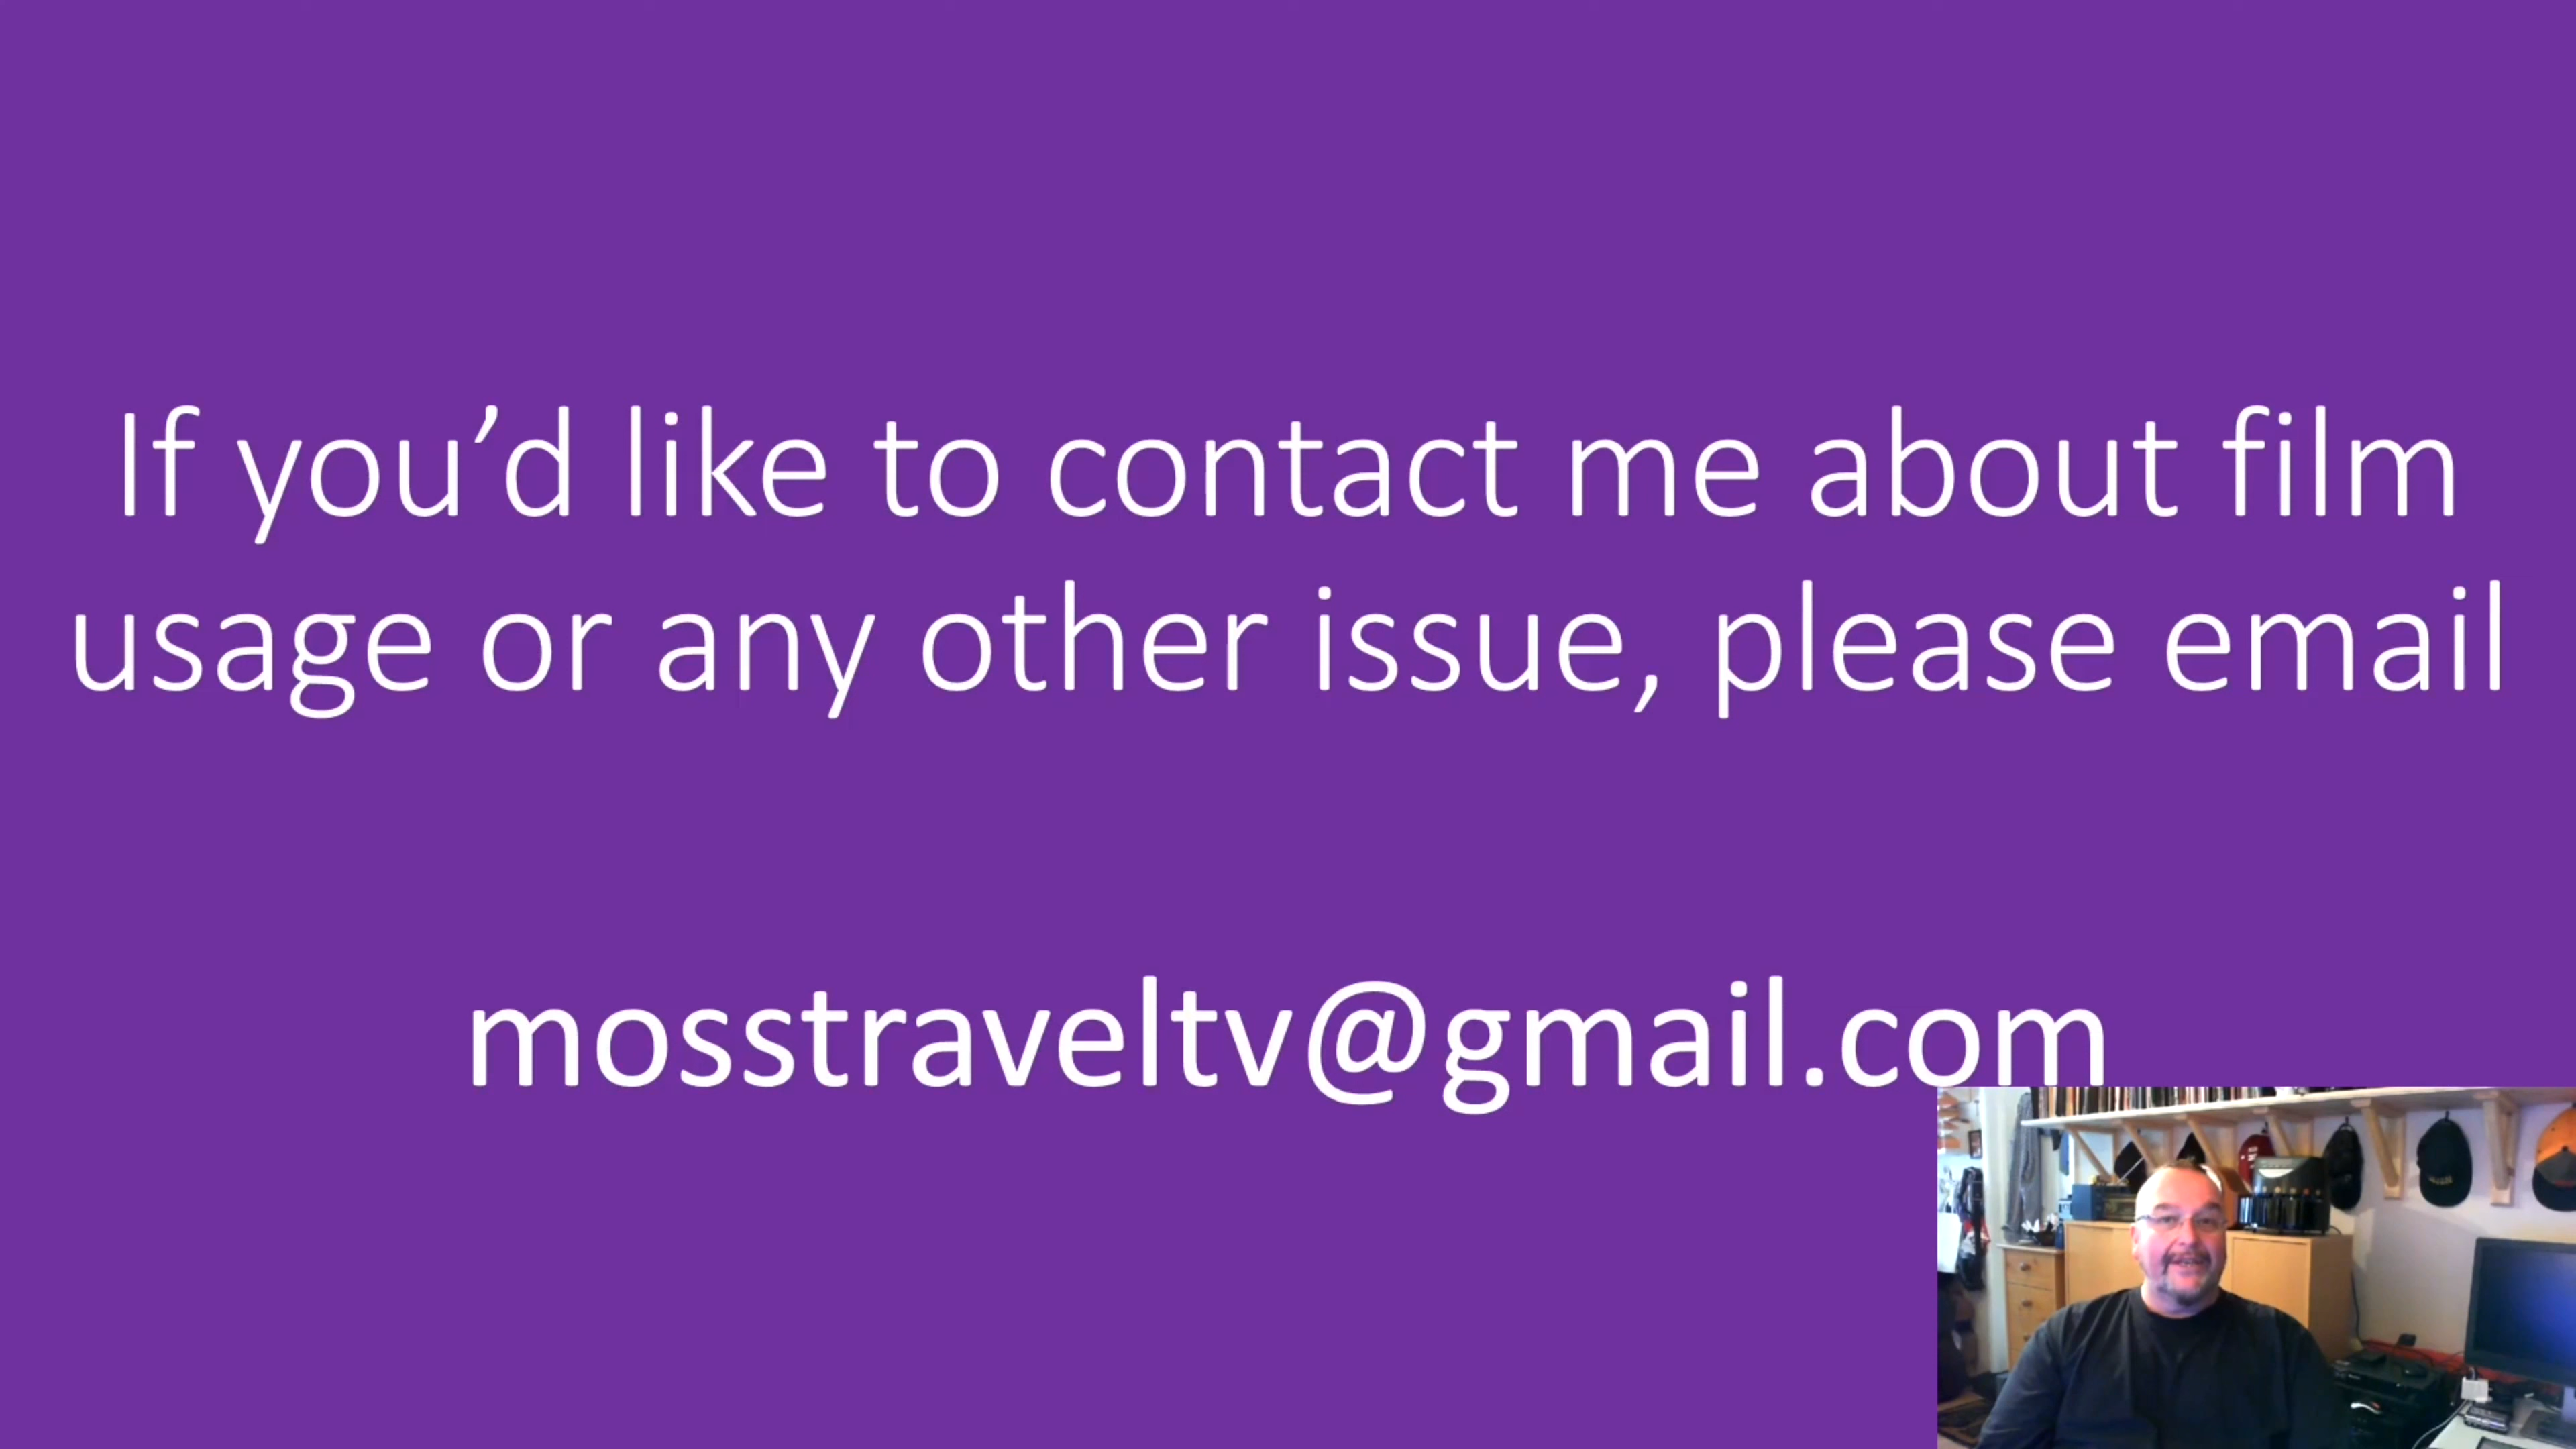 If you’d like to contact me about film
usage or any other issue, please email
mosstraveltv@gmail.com